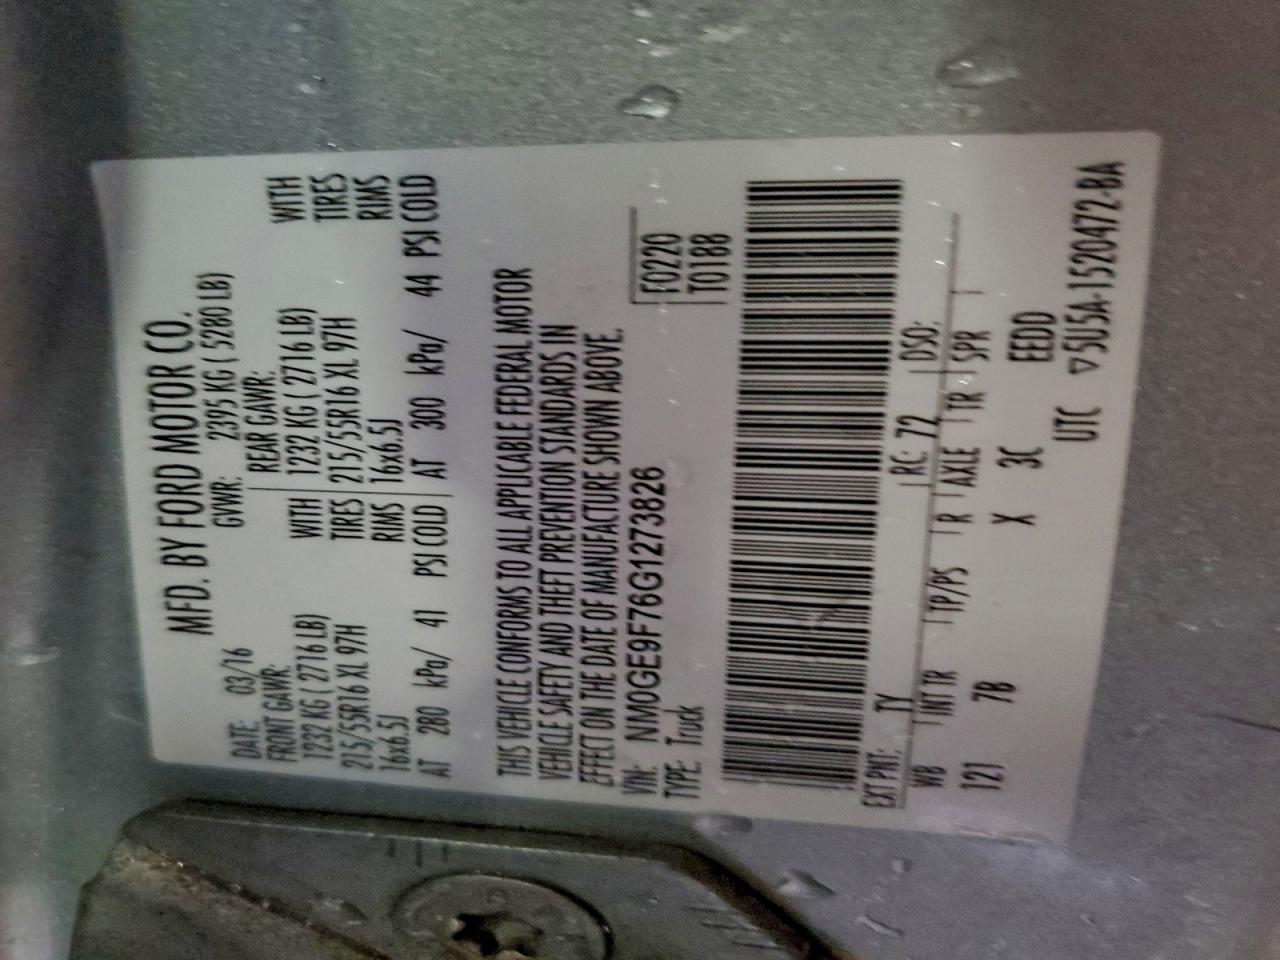 MFD. BY FORD MOTOR CO.
DATE: 03/16 GVWR: 2395 KG ( 5280 LB)
FRONT GAWR: REAR GAWR:
1232 KG ( 2716 LB) WITH 1232 KG ( 2716 LB) WITH
215/55R16 XL 97H TIRES 215/55R16 XL 97H TIRES
16x6.5J RIMS 16x6.5J RIMS
AT 280 kPa/ 41 PSI COLD AT 300 kPa/ 44 PSI COLD
THIS VEHICLE CONFORMS TO ALL APPLICABLE FEDERAL MOTOR
VEHICLE SAFETY AND THEFT PREVENTION STANDARDS IN
EFFECT ON THE DATE OF MANUFACTURE SHOWN ABOVE.
VIN: NM0GE9F76G1273826 F0220
TYPE: Truck T0188
EXT PNT: TY RC: 72 DSO:
WB INT TR TP/PS R AXLE TR SPR
121 7B X 3C EEDD
UTC ▽5U5A-1520472-BA